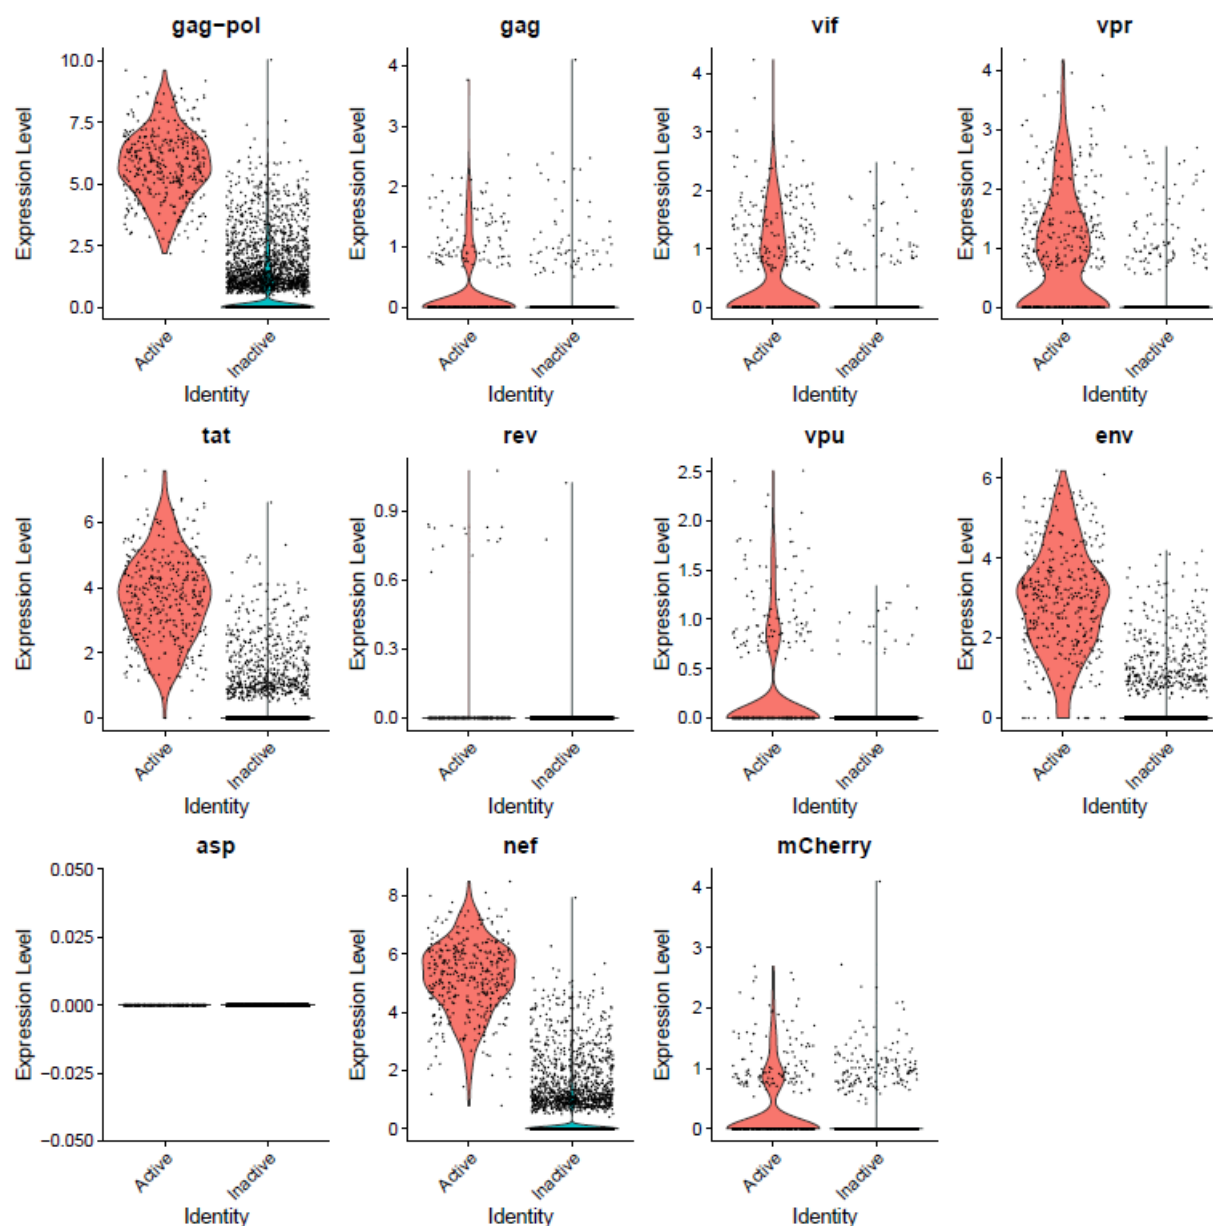 gag−pol
gag
vif
vpr
Expression Level
10.0
7.5
5.0
2.5
0.0
Active
Inactive
Identity
Expression Level
4
3
2
1
0
Active
Inactive
Identity
Expression Level
4
3
2
1
0
Active
Inactive
Identity
Expression Level
4
3
2
1
0
Active
Inactive
Identity
tat
rev
vpu
env
Expression Level
6
4
2
0
Active
Inactive
Identity
Expression Level
0.9
0.6
0.3
0.0
Active
Inactive
Identity
Expression Level
2.5
2.0
1.5
1.0
0.5
0.0
Active
Inactive
Identity
Expression Level
6
4
2
0
Active
Inactive
Identity
asp
nef
mCherry
Expression Level
0.050
0.025
0.000
−0.025
−0.050
Active
Inactive
Identity
Expression Level
8
6
4
2
0
Active
Inactive
Identity
Expression Level
4
3
2
1
0
Active
Inactive
Identity